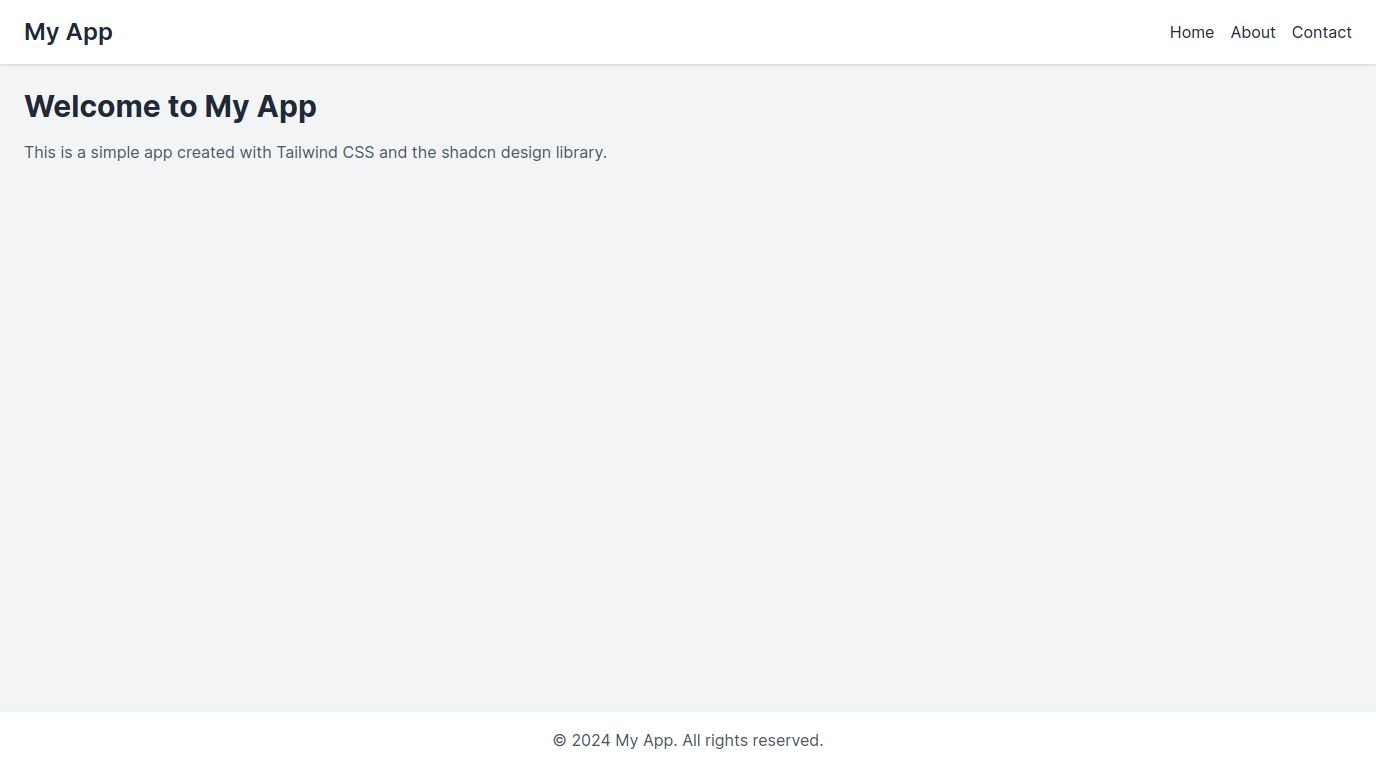 My App
Home About Contact
Welcome to My App
This is a simple app created with Tailwind CSS and the shadcn design library.
© 2024 My App. All rights reserved.